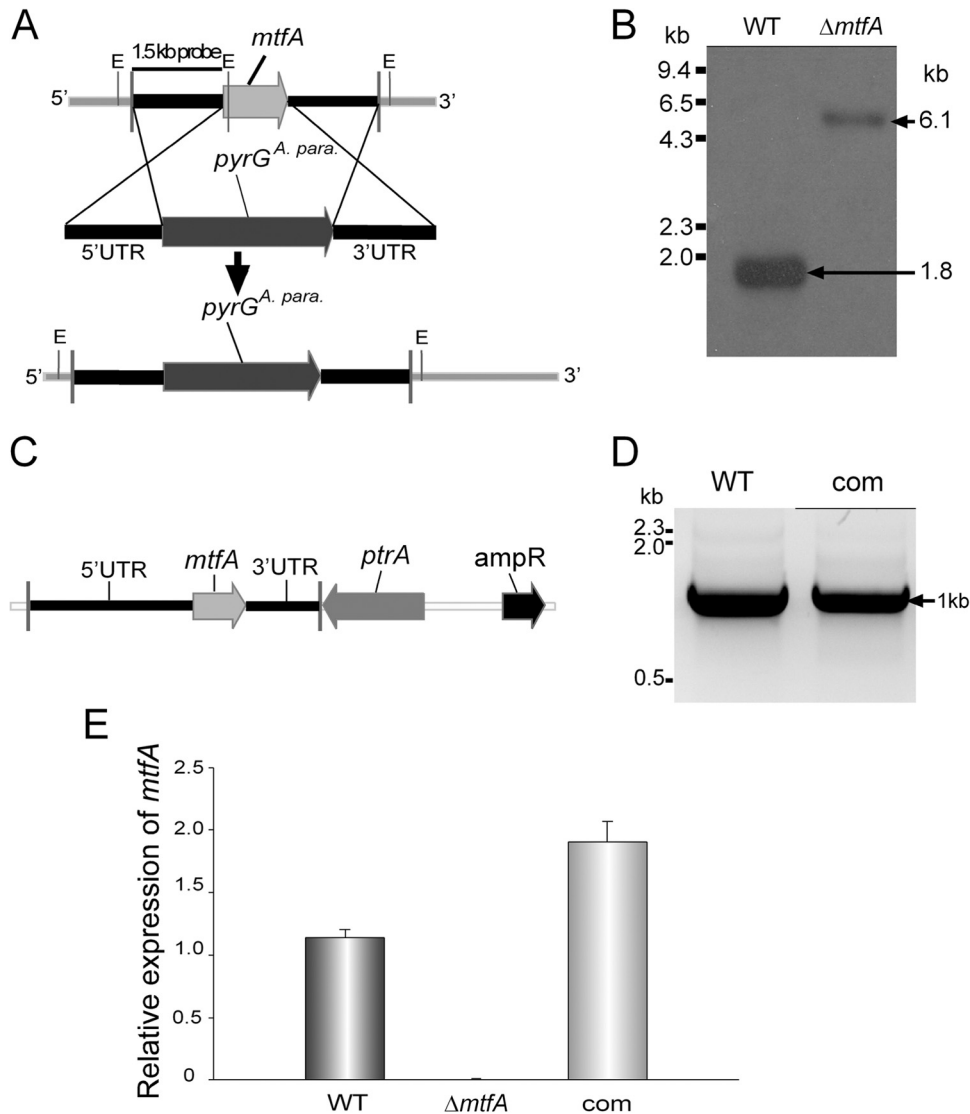 A
1.5kb probe
mtfA
E
E
E
5’
3’
pyrG A. para.
5’UTR
3’UTR
pyrG A. para.
E
E
5’
3’
B
kb
WT
ΔmtfA
kb
9.4
6.5
4.3
2.3
2.0
6.1
1.8
C
5’UTR
mtfA
3’UTR
ptrA
ampR
D
kb
WT
com
2.3
2.0
0.5
1kb
E
Relative expression of mtfA
2.5
2.0
1.5
1.0
0.5
0
WT
ΔmtfA
com